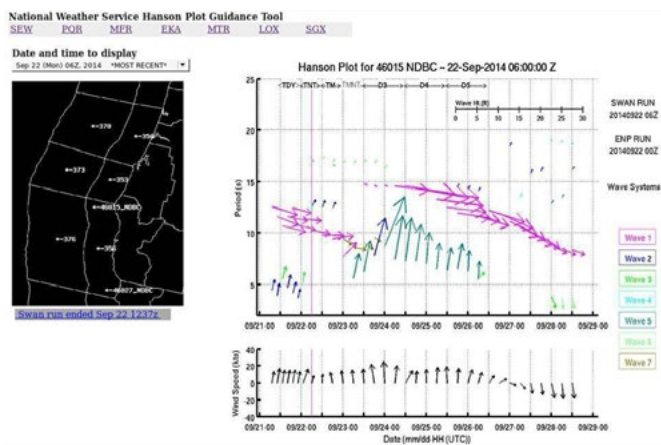 National Weather Service Hanson Plot Guidance Tool
SEW PQR MFR EKA MTR LOX SGX
Date and time to display
Sep 22 (Mon) 06Z, 2014 *MOST RECENT*
Hanson Plot for 46015 NDBC - 22-Sep-2014 06:00:00 Z
<TDY> <TNT> <TM> <TMNT> <D3> <D4> <D5>
Wave Ht.(ft)
0 5 10 15 20 25 30
SWAN RUN
20140922 06Z
ENP RUN
20140922 00Z
Wave Systems
Wave 1
Wave 2
Wave 3
Wave 4
Wave 5
Wave 6
Wave 7
Period (s)
25
20
15
10
5
09/21-00 09/22-00 09/23-00 09/24-00 09/25-00 09/26-00 09/27-00 09/28-00 09/29-00
←-370
←-373
←-353
←-46015_NDBC
←-376
←-46027_NDBC
Swan run ended Sep 22 1237z
Wind Speed (kts)
40
20
0
-20
-40
09/21-00 09/22-00 09/23-00 09/24-00 09/25-00 09/26-00 09/27-00 09/28-00 09/29-00
Date (mm/dd HH (UTC))